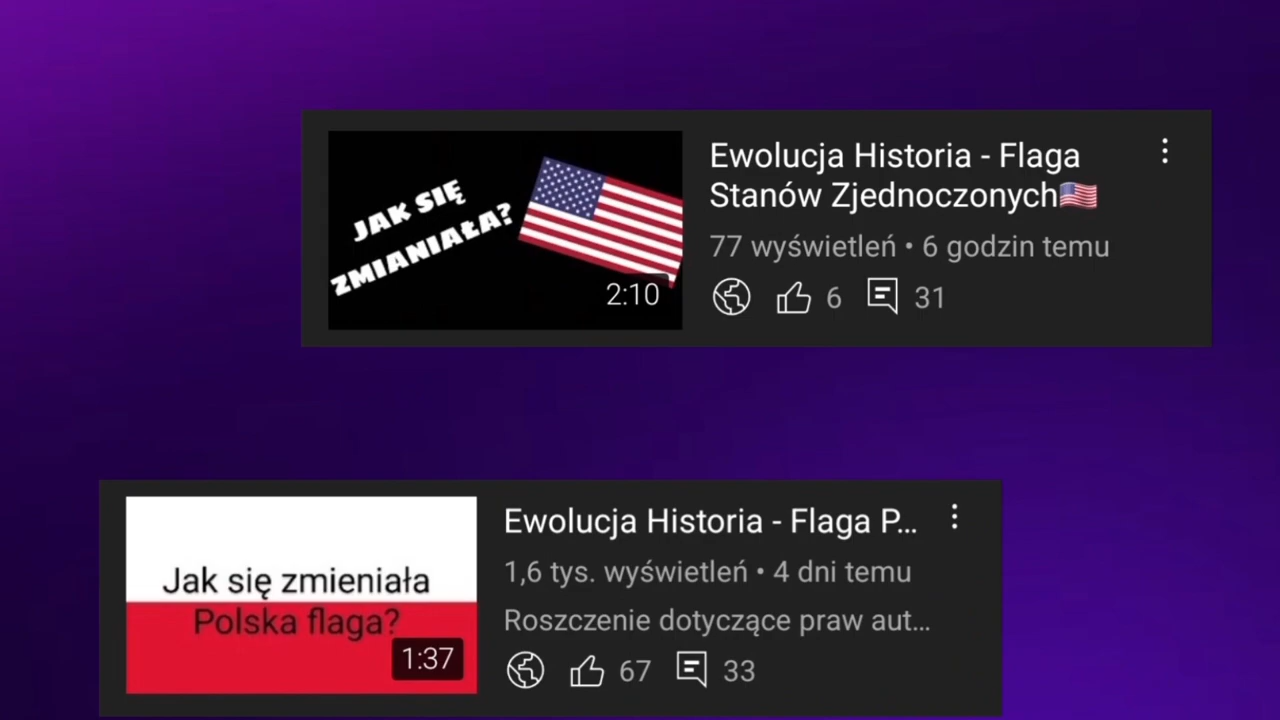 JAK SIĘ
ZMIANIAŁA?
2:10
Ewolucja Historia - Flaga
Stanów Zjednoczonych🇺🇸
77 wyświetleń • 6 godzin temu
6 31
Jak się zmieniała
Polska flaga?
1:37
Ewolucja Historia - Flaga P...
1,6 tys. wyświetleń • 4 dni temu
Roszczenie dotyczące praw aut...
67 33